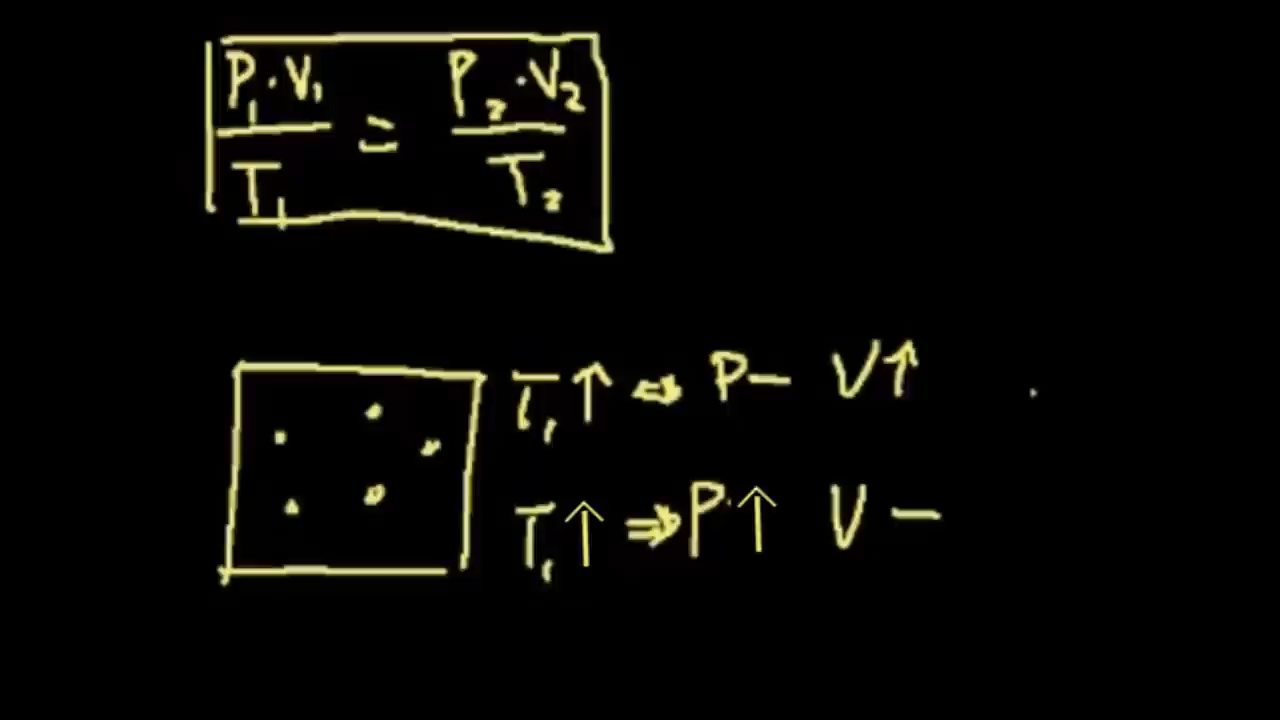 P₁·V₁/T₁ = P₂·V₂/T₂
T₁↑ ⇔ P– V↑
T₁↑ ⇒ P↑ V –